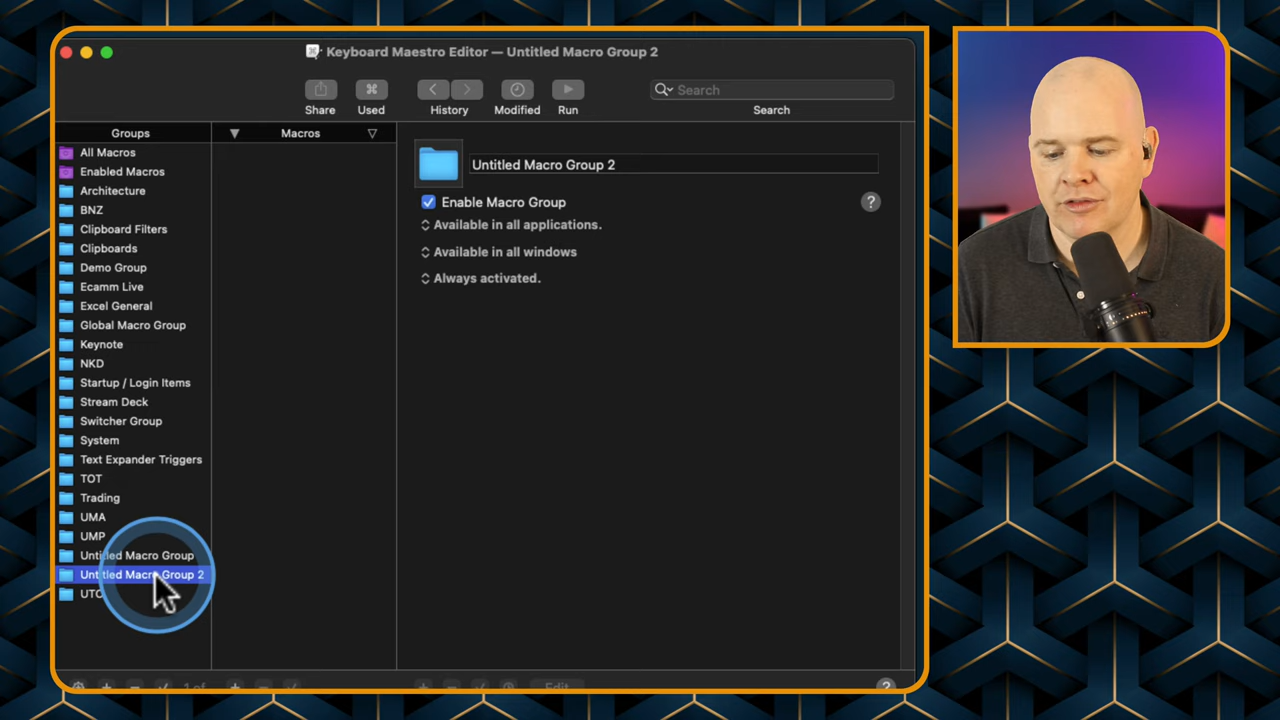 Keyboard Maestro Editor — Untitled Macro Group 2
Share
Used
History
Modified
Run
Search
Search
Groups
Macros
All Macros
Enabled Macros
Architecture
BNZ
Clipboard Filters
Clipboards
Demo Group
Ecamm Live
Excel General
Global Macro Group
Keynote
NKD
Startup / Login Items
Stream Deck
Switcher Group
System
Text Expander Triggers
TOT
Trading
UMA
UMP
Untitled Macro Group
Untitled Macro Group 2
Untitled Macro Group 2
Enable Macro Group
?
Available in all applications.
Available in all windows
Always activated.
Edit
?